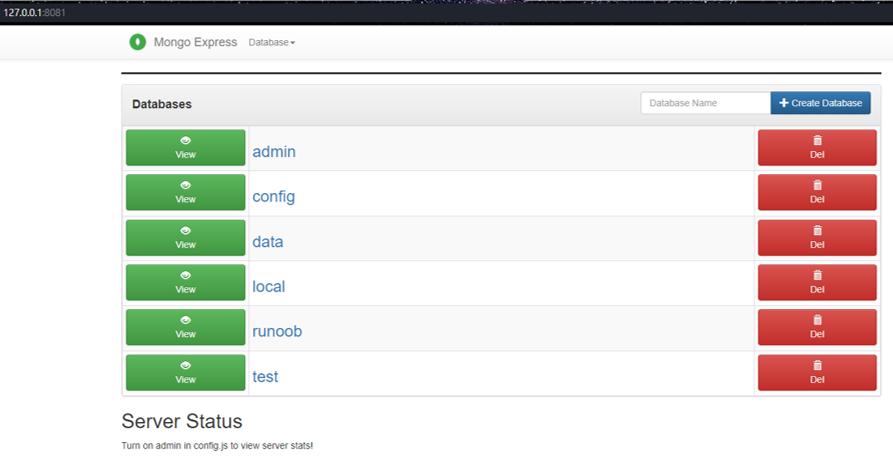 127.0.0.1:8081
Mongo Express Database
Databases Database Name Create Database
View admin Del
View config Del
View data Del
View local Del
View runoob Del
View test Del
Server Status
Turn on admin in config.js to view server stats!